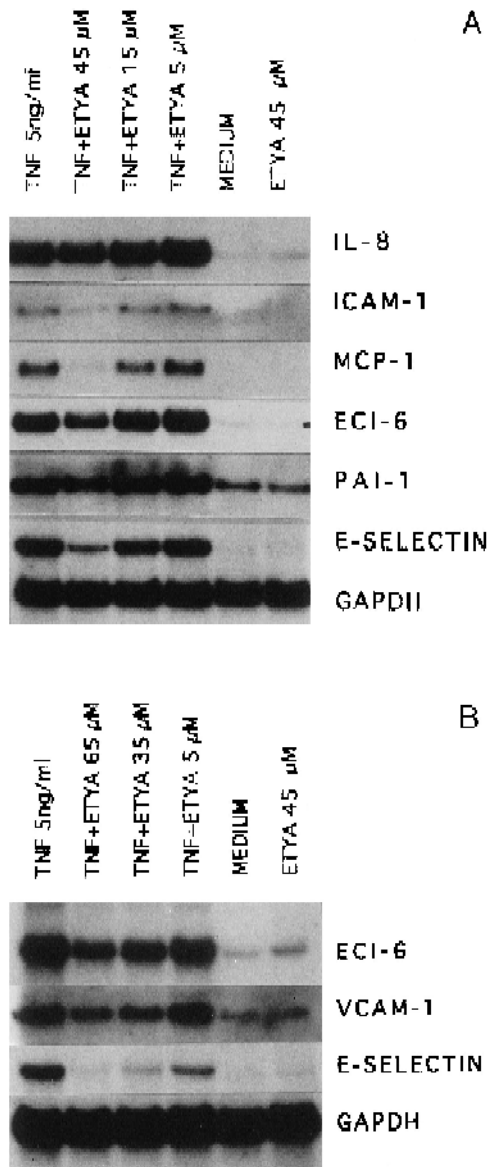 A
TNF 5ng/ml
TNF+ETYA 45 µM
TNF+ETYA 15 µM
TNF+ETYA 5 µM
MEDIUM
ETYA 45 µM
IL-8
ICAM-1
MCP-1
ECI-6
PAI-1
E-SELECTIN
GAPDH
B
TNF 5ng/ml
TNF+ETYA 65 µM
TNF+ETYA 35 µM
TNF+ETYA 5 µM
MEDIUM
ETYA 45 µM
ECI-6
VCAM-1
E-SELECTIN
GAPDH